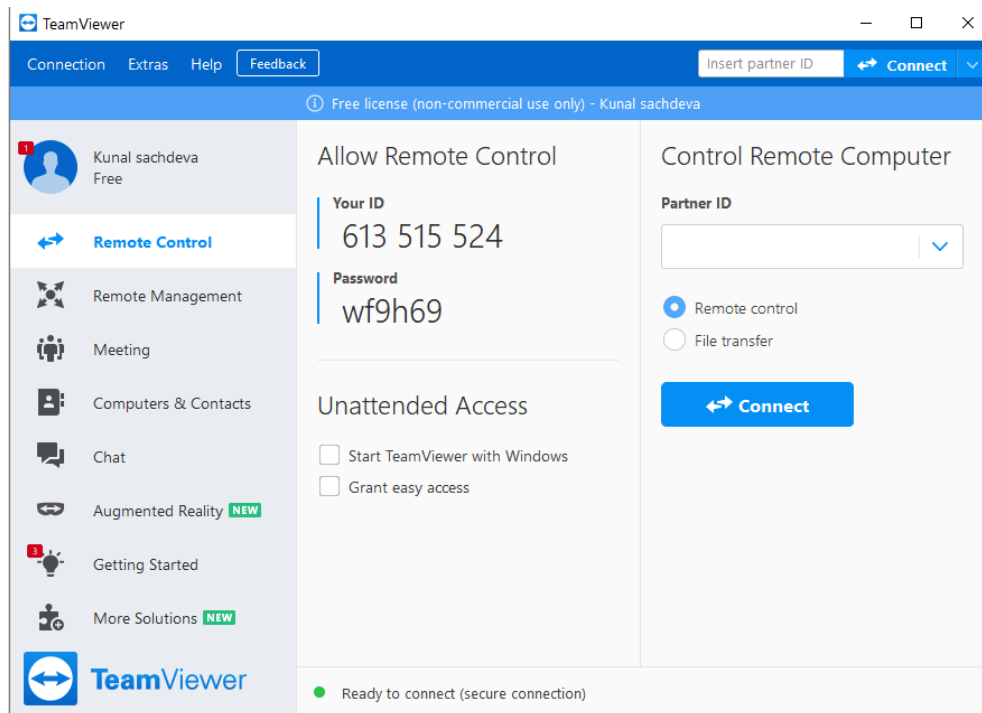 TeamViewer
Connection Extras Help Feedback
Insert partner ID Connect
Free license (non-commercial use only) - Kunal sachdeva
1
Kunal sachdeva
Free
Remote Control
Remote Management
Meeting
Computers & Contacts
Chat
Augmented Reality NEW
3
Getting Started
More Solutions NEW
TeamViewer
Allow Remote Control
Your ID
613 515 524
Password
wf9h69
Unattended Access
Start TeamViewer with Windows
Grant easy access
Control Remote Computer
Partner ID
Remote control
File transfer
Connect
Ready to connect (secure connection)